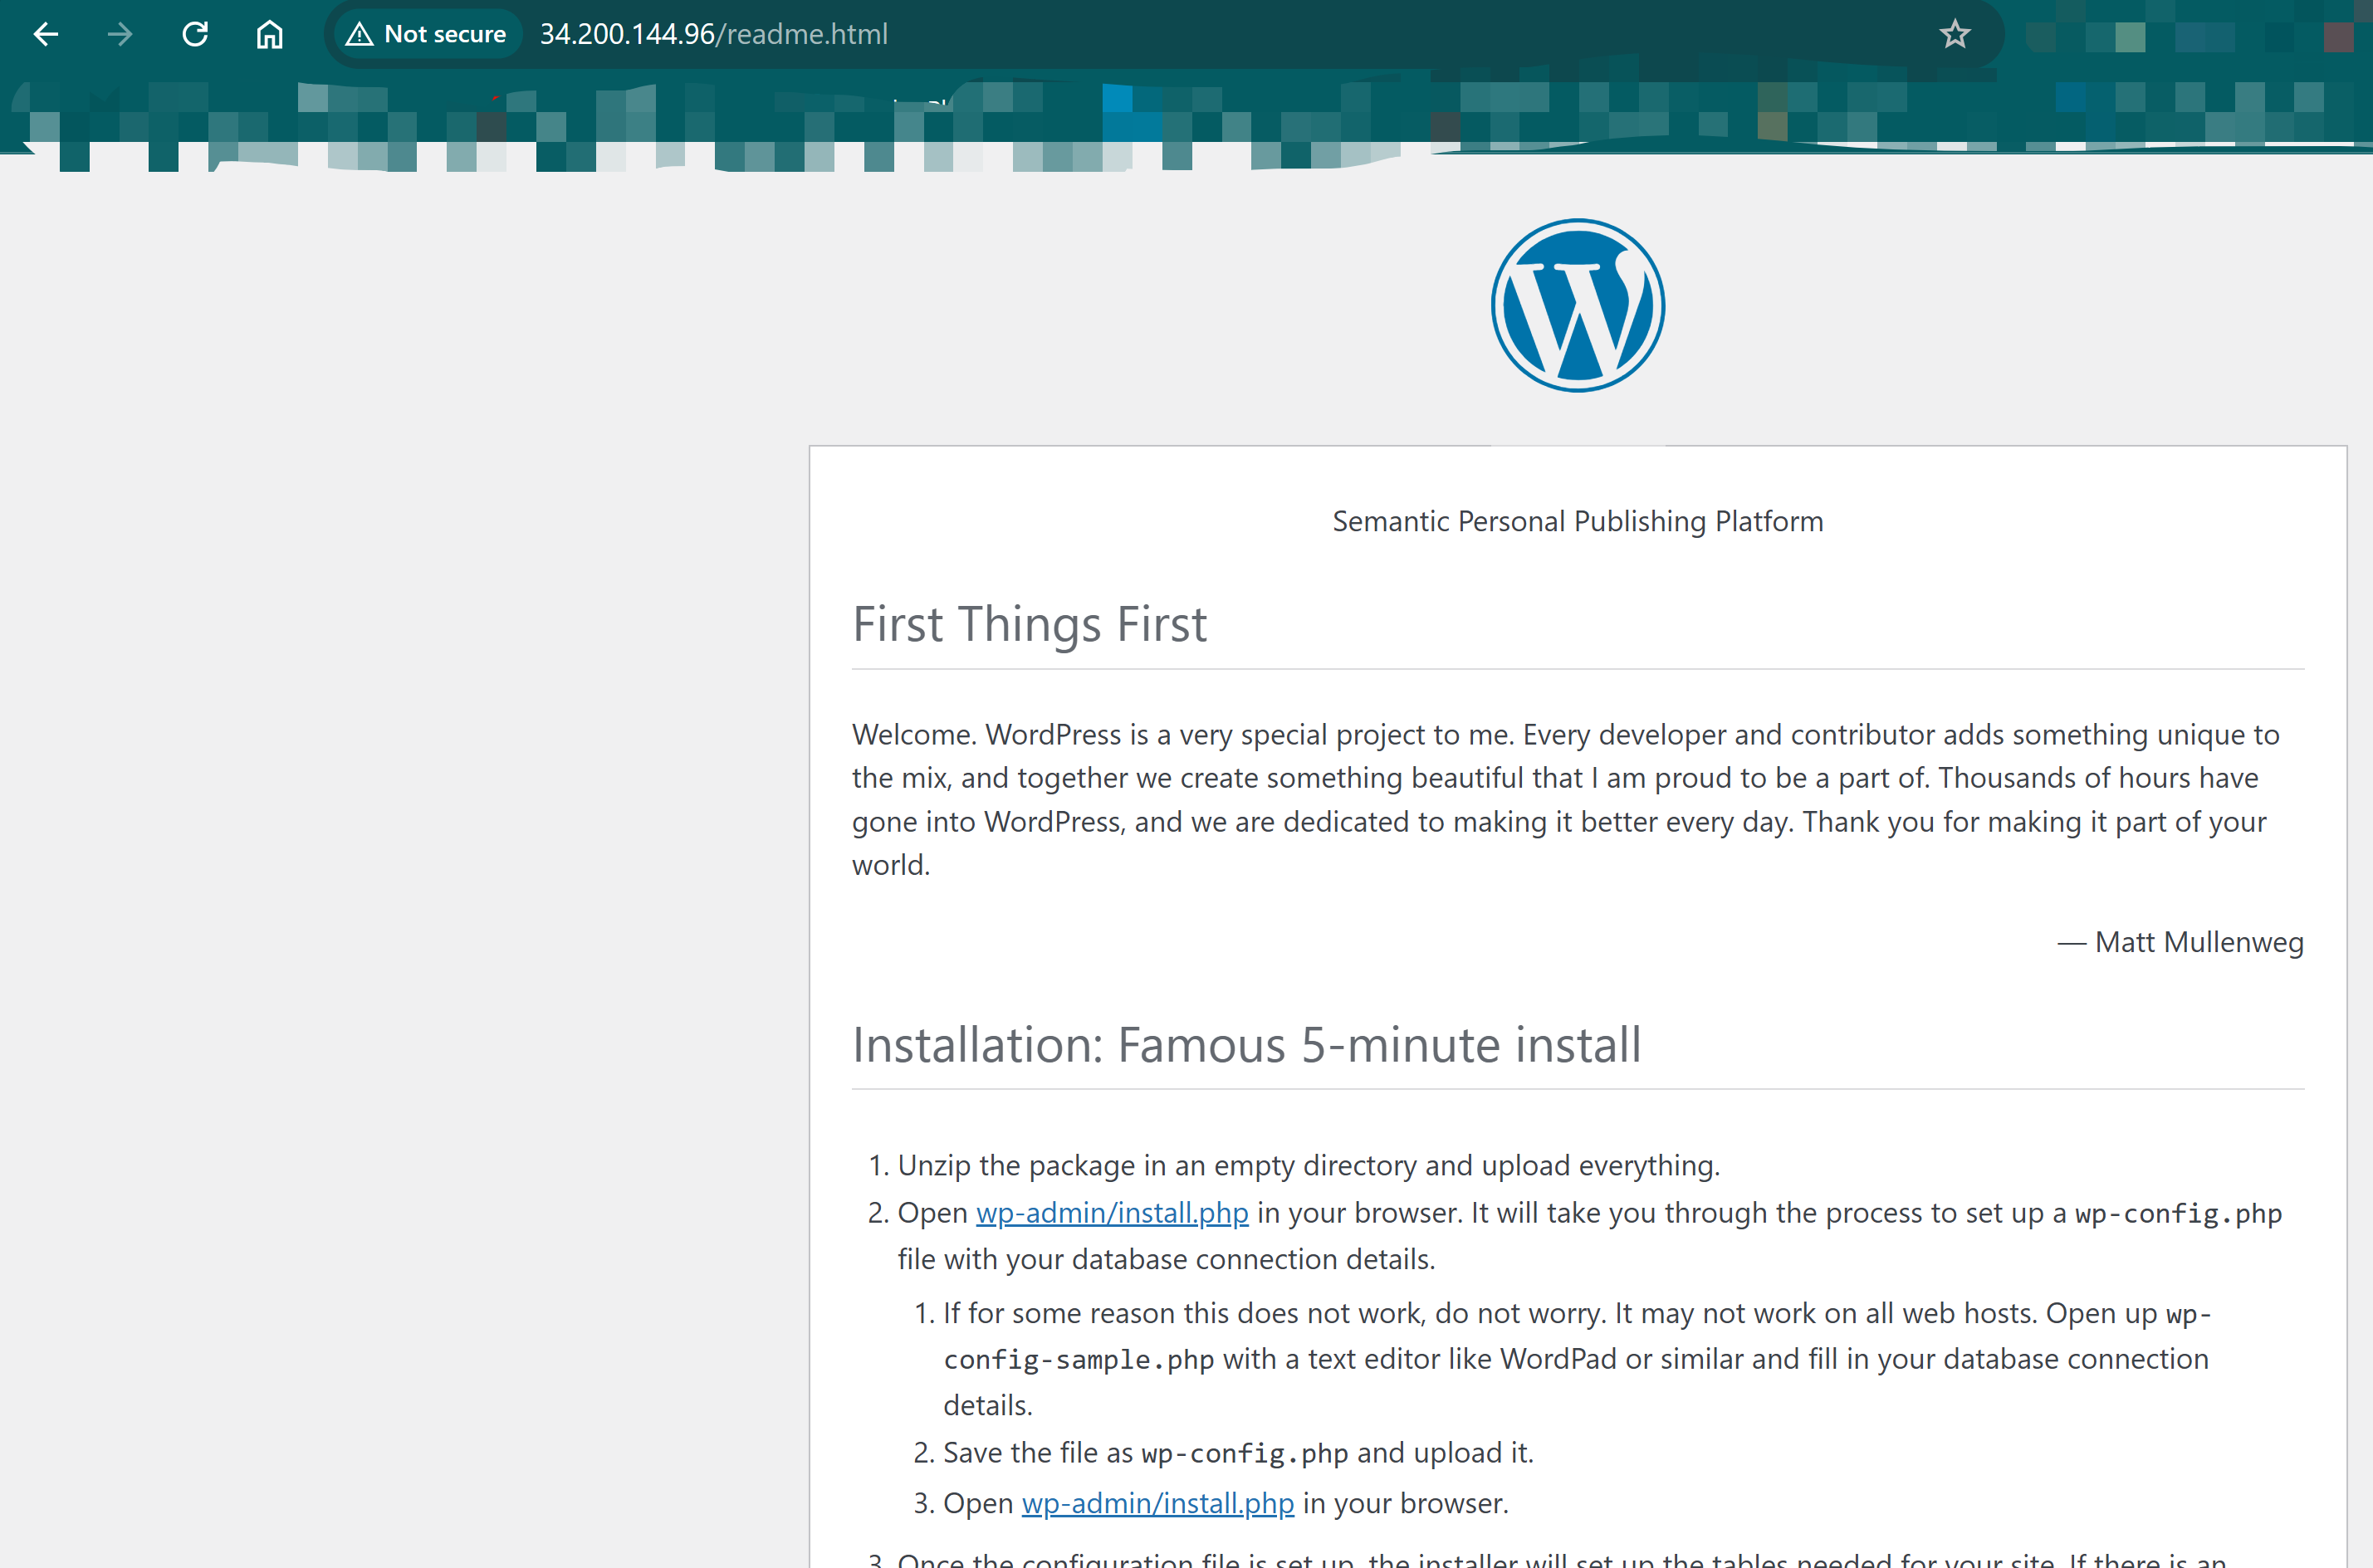 Not secure 34.200.144.96/readme.html
Semantic Personal Publishing Platform
First Things First
Welcome. WordPress is a very special project to me. Every developer and contributor adds something unique to
the mix, and together we create something beautiful that I am proud to be a part of. Thousands of hours have
gone into WordPress, and we are dedicated to making it better every day. Thank you for making it part of your
world.
— Matt Mullenweg
Installation: Famous 5-minute install
1. Unzip the package in an empty directory and upload everything.
2. Open wp-admin/install.php in your browser. It will take you through the process to set up a wp-config.php
file with your database connection details.
1. If for some reason this does not work, do not worry. It may not work on all web hosts. Open up wp-
config-sample.php with a text editor like WordPad or similar and fill in your database connection
details.
2. Save the file as wp-config.php and upload it.
3. Open wp-admin/install.php in your browser.
3. Once the configuration file is set up, the installer will set up the tables needed for your site. If there is an